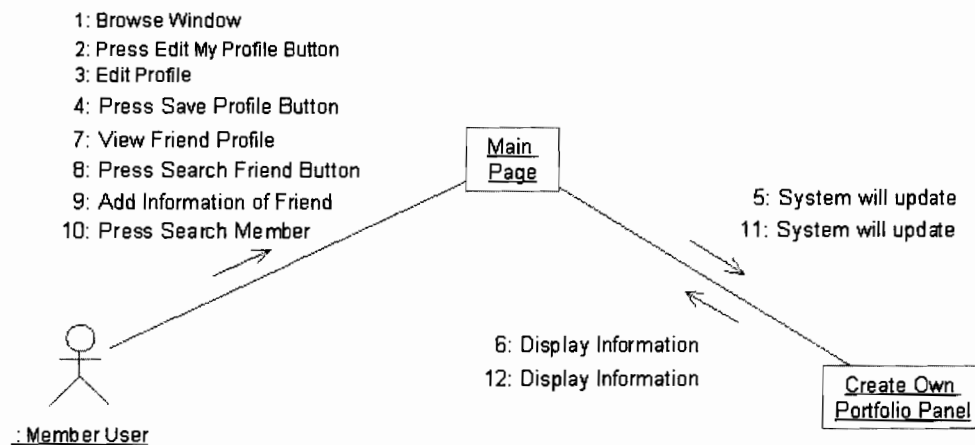 1: Browse Window
2: Press Edit My Profile Button
3: Edit Profile
4: Press Save Profile Button
7: View Friend Profile
8: Press Search Friend Button
9: Add Information of Friend
10: Press Search Member
Main
Page
5: System will update
11: System will update
6: Display Information
12: Display Information
Create Own
Portfolio Panel
: Member User